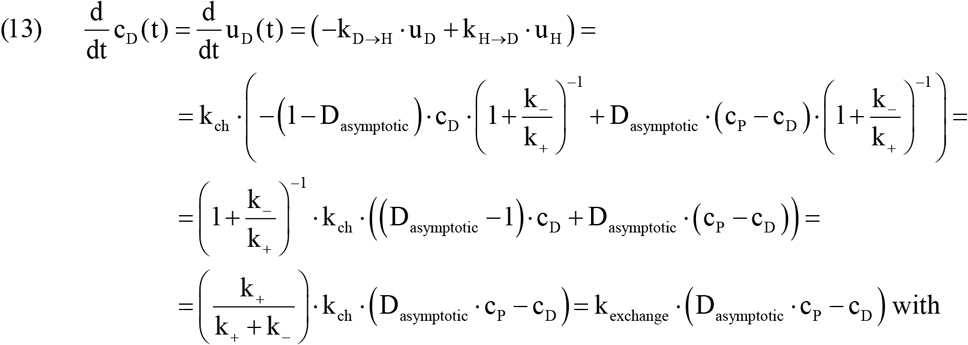 (13) d/dt c_D(t) = d/dt u_D(t) = (−k_{D→H} · u_D + k_{H→D} · u_H) =
= k_ch · (−(1 − D_asymptotic) · c_D · (1 + k_−/k_+)^{−1} + D_asymptotic · (c_P − c_D) · (1 + k_−/k_+)^{−1}) =
= (1 + k_−/k_+)^{−1} · k_ch · ((D_asymptotic − 1) · c_D + D_asymptotic · (c_P − c_D)) =
= (k_+/(k_+ + k_−)) · k_ch · (D_asymptotic · c_P − c_D) = k_exchange · (D_asymptotic · c_P − c_D) with